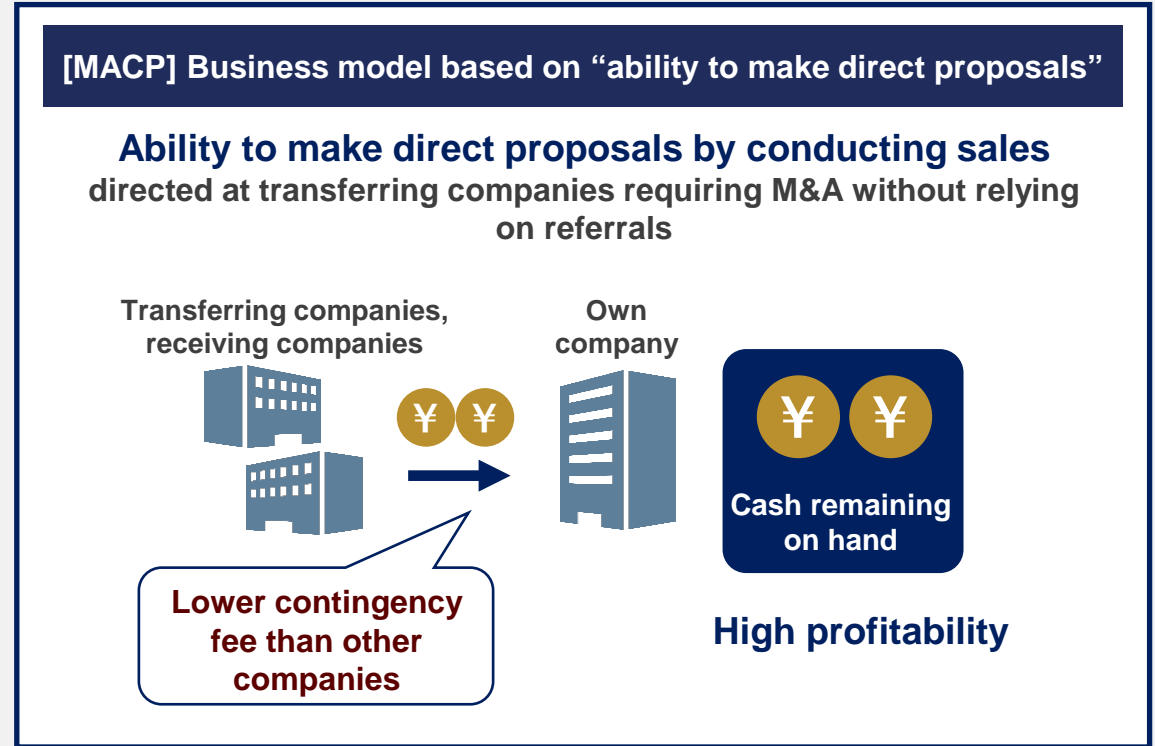 [MACP] Business model based on “ability to make direct proposals”
Ability to make direct proposals by conducting sales
directed at transferring companies requiring M&A without relying
on referrals
Transferring companies,
receiving companies
Own
company
¥ ¥
¥ ¥
Cash remaining
on hand
Lower contingency
fee than other
companies
High profitability